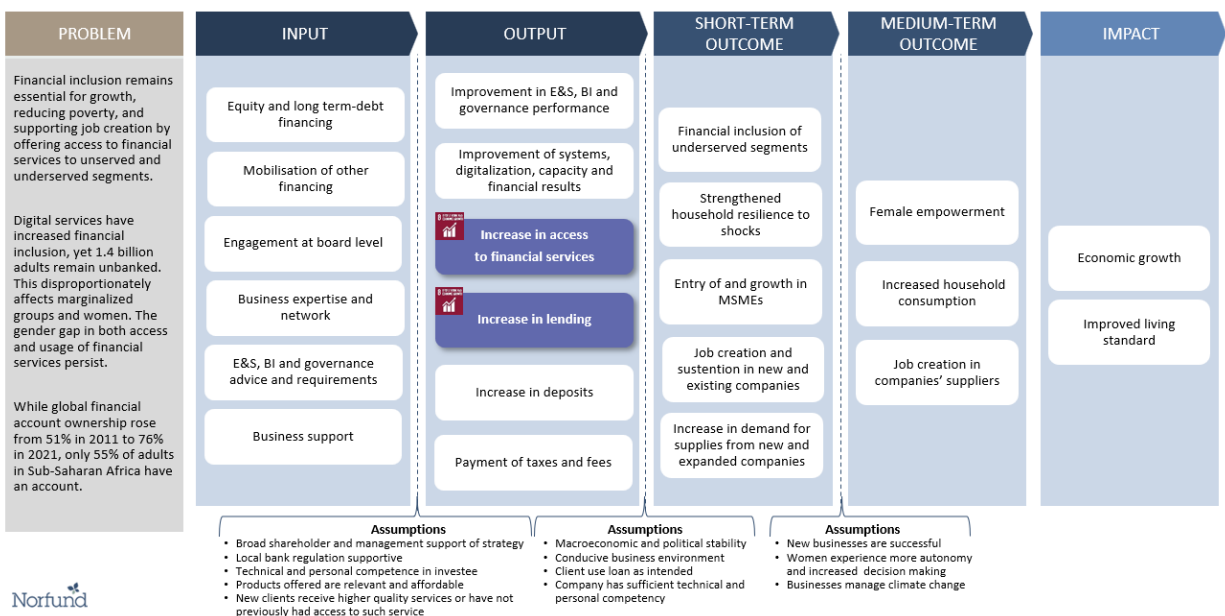 PROBLEM
Financial inclusion remains
essential for growth,
reducing poverty, and
supporting job creation by
offering access to financial
services to unserved and
underserved segments.
Digital services have
increased financial
inclusion, yet 1.4 billion
adults remain unbanked.
This disproportionately
affects marginalized
groups and women. The
gender gap in both access
and usage of financial
services persist.
While global financial
account ownership rose
from 51% in 2011 to 76%
in 2021, only 55% of adults
in Sub-Saharan Africa have
an account.
INPUT
Equity and long term-debt
financing
Mobilisation of other
financing
Engagement at board level
Business expertise and
network
E&S, BI and governance
advice and requirements
Business support
OUTPUT
Improvement in E&S, BI and
governance performance
Improvement of systems,
digitalization, capacity and
financial results
8
Increase in access
to financial services
8
Increase in lending
Increase in deposits
Payment of taxes and fees
SHORT-TERM
OUTCOME
Financial inclusion of
underserved segments
Strengthened
household resilience to
shocks
Entry of and growth in
MSMEs
Job creation and
sustention in new and
existing companies
Increase in demand for
supplies from new and
expanded companies
MEDIUM-TERM
OUTCOME
Female empowerment
Increased household
consumption
Job creation in
companies' suppliers
IMPACT
Economic growth
Improved living
standard
Assumptions
• Broad shareholder and management support of strategy
• Local bank regulation supportive
• Technical and personal competence in investee
• Products offered are relevant and affordable
• New clients receive higher quality services or have not
previously had access to such service
Assumptions
• Macroeconomic and political stability
• Conducive business environment
• Client use loan as intended
• Company has sufficient technical and
personal competency
Assumptions
• New businesses are successful
• Women experience more autonomy
and increased decision making
• Businesses manage climate change
Norfund